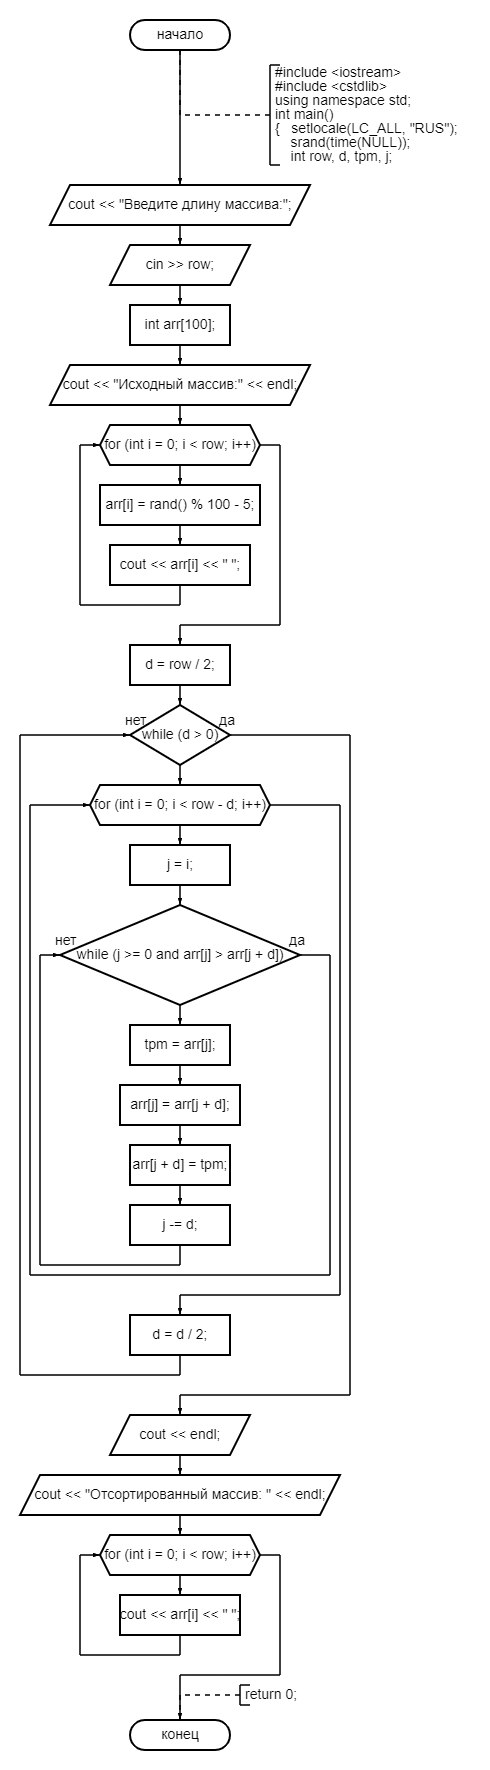 начало
#include <iostream>
#include <cstdlib>
using namespace std;
int main()
{   setlocale(LC_ALL, "RUS");
srand(time(NULL));
int row, d, tpm, j;
cout << "Введите длину массива:";
cin >> row;
int arr[100];
cout << "Исходный массив:" << endl;
for (int i = 0; i < row; i++)
arr[i] = rand() % 100 - 5;
cout << arr[i] << " ";
d = row / 2;
нет
да
while (d > 0)
for (int i = 0; i < row - d; i++)
j = i;
нет
да
while (j >= 0 and arr[j] > arr[j + d])
tpm = arr[j];
arr[j] = arr[j + d];
arr[j + d] = tpm;
j -= d;
d = d / 2;
cout << endl;
cout << "Отсортированный массив: " << endl;
for (int i = 0; i < row; i++)
cout << arr[i] << " ";
return 0;
конец